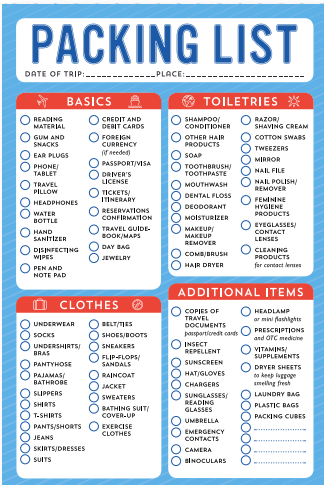 PACKING LIST
DATE OF TRIP: PLACE:
BASICS
READING
MATERIAL
GUM AND
SNACKS
EAR PLUGS
PHONE/
TABLET
TRAVEL
PILLOW
HEADPHONES
WATER
BOTTLE
HAND
SANITIZER
DISINFECTING
WIPES
PEN AND
NOTE PAD
CREDIT AND
DEBIT CARDS
FOREIGN
CURRENCY
(if needed)
PASSPORT/VISA
DRIVER'S
LICENSE
TICKETS/
ITINERARY
RESERVATIONS
CONFIRMATION
TRAVEL GUIDE-
BOOK/MAPS
DAY BAG
JEWELRY
TOILETRIES
SHAMPOO/
CONDITIONER
OTHER HAIR
PRODUCTS
SOAP
TOOTHBRUSH/
TOOTHPASTE
MOUTHWASH
DENTAL FLOSS
DEODORANT
MOISTURIZER
MAKEUP/
MAKEUP
REMOVER
COMB/BRUSH
HAIR DRYER
RAZOR/
SHAVING CREAM
COTTON SWABS
TWEEZERS
MIRROR
NAIL FILE
NAIL POLISH/
REMOVER
FEMININE
HYGIENE
PRODUCTS
EYEGLASSES/
CONTACT
LENSES
CLEANING
PRODUCTS
for contact lenses
CLOTHES
UNDERWEAR
SOCKS
UNDERSHIRTS/
BRAS
PANTYHOSE
PAJAMAS/
BATHROBE
SLIPPERS
SHIRTS
T-SHIRTS
PANTS/SHORTS
JEANS
SKIRTS/DRESSES
SUITS
BELT/TIES
SHOES/BOOTS
SNEAKERS
FLIP-FLOPS/
SANDALS
RAINCOAT
JACKET
SWEATERS
BATHING SUIT/
COVER-UP
EXERCISE
CLOTHES
ADDITIONAL ITEMS
COPIES OF
TRAVEL
DOCUMENTS
passport/credit cards
INSECT
REPELLENT
SUNSCREEN
HAT/GLOVES
CHARGERS
SUNGLASSES/
READING
GLASSES
UMBRELLA
EMERGENCY
CONTACTS
CAMERA
BINOCULARS
HEADLAMP
or mini flashlights
PRESCRIPTIONS
and OTC medicine
VITAMINS/
SUPPLEMENTS
DRYER SHEETS
to keep luggage
smelling fresh
LAUNDRY BAG
PLASTIC BAGS
PACKING CUBES